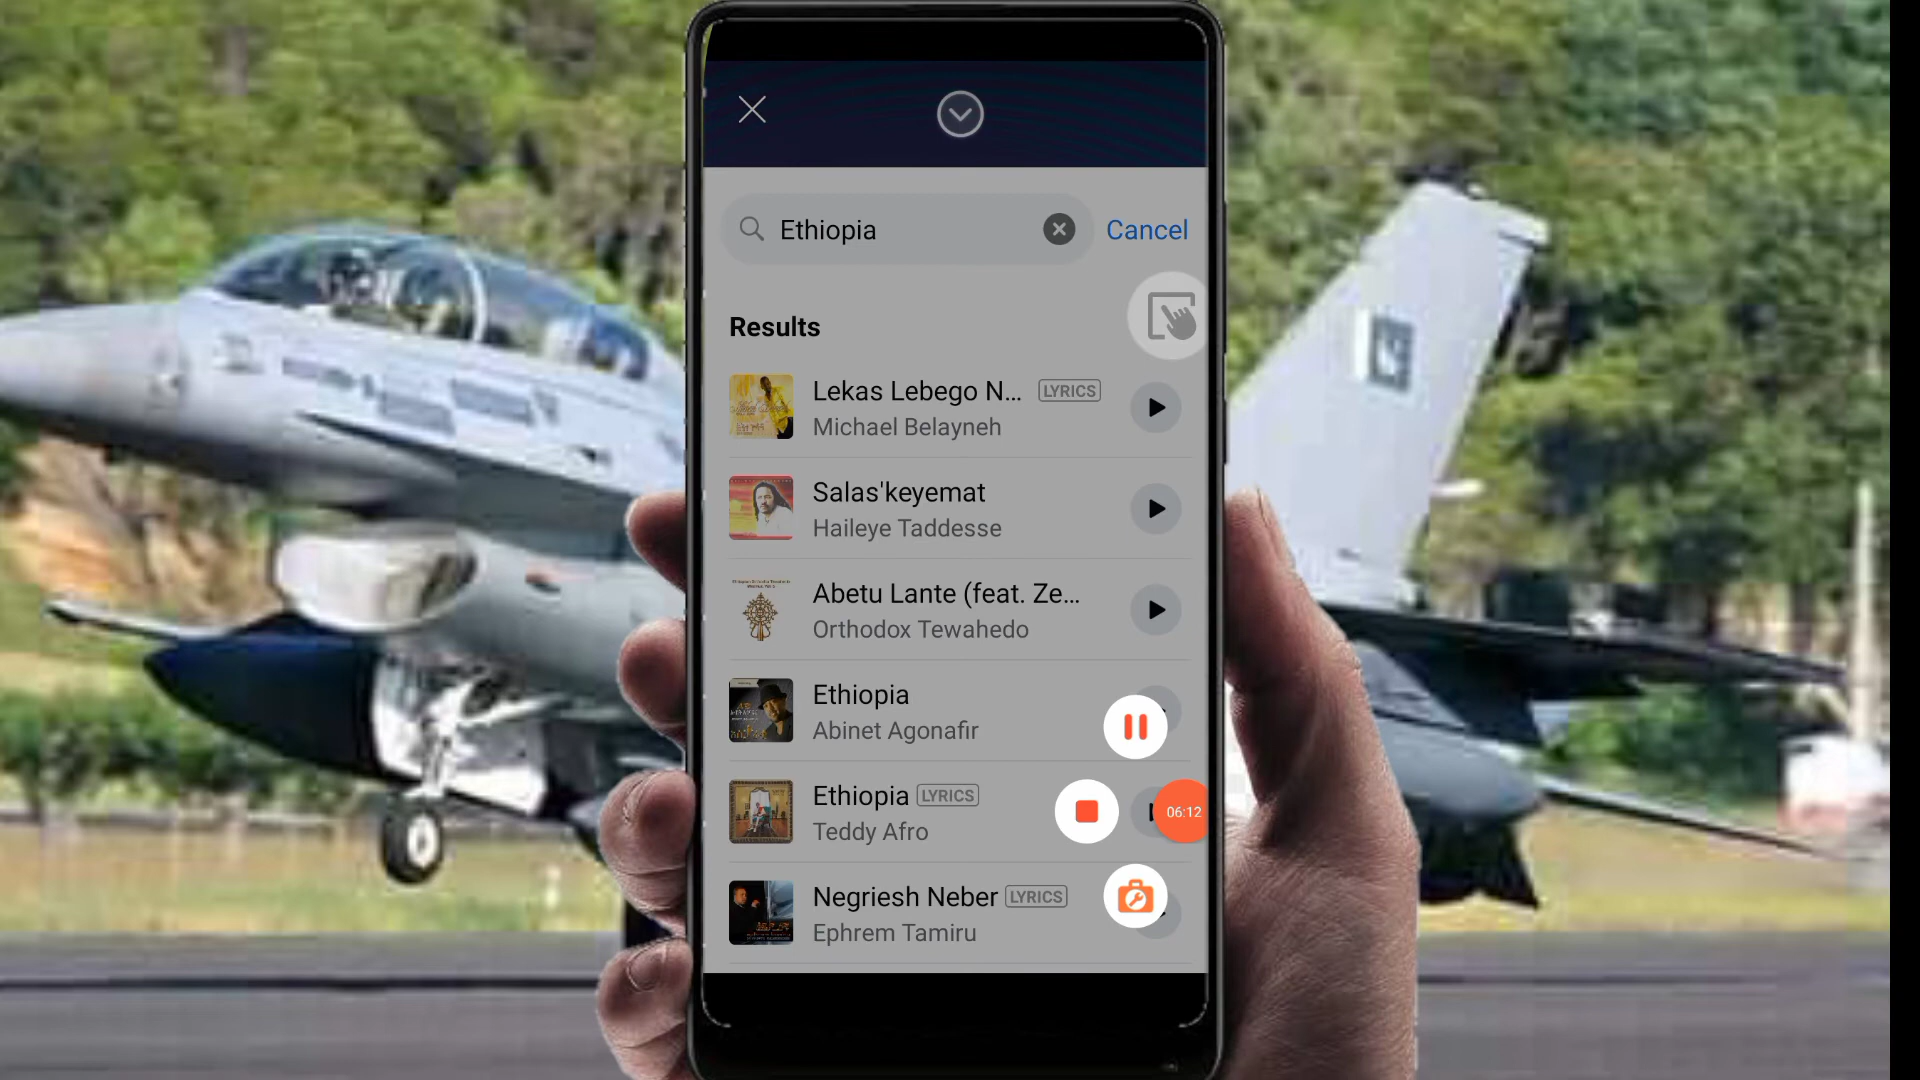 Ethiopia
Cancel
Results
Lekas Lebego N... LYRICS
Michael Belayneh
Salas'keyemat
Haileye Taddesse
Abetu Lante (feat. Ze...
Orthodox Tewahedo
Ethiopia
Abinet Agonafir
Ethiopia LYRICS
Teddy Afro
06:12
Negriesh Neber LYRICS
Ephrem Tamiru